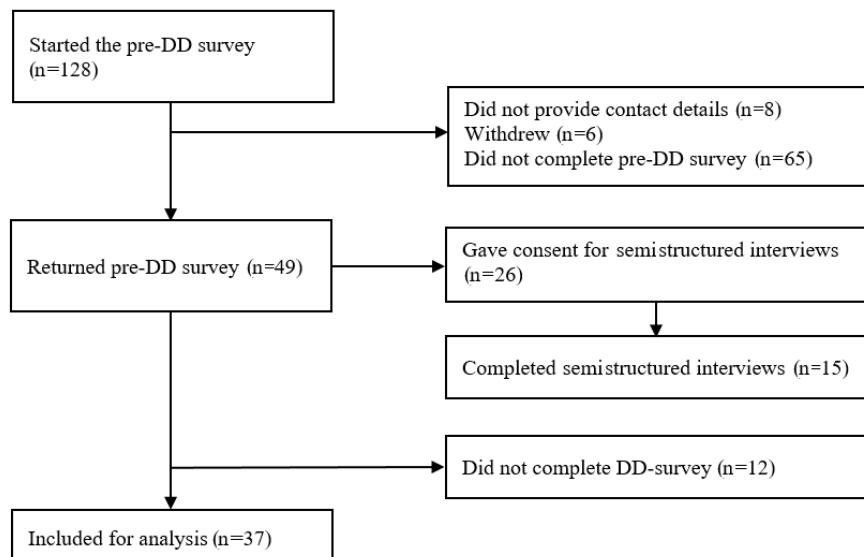 Started the pre-DD survey
(n=128)
Did not provide contact details (n=8)
Withdrew (n=6)
Did not complete pre-DD survey (n=65)
Returned pre-DD survey (n=49)
Gave consent for semistructured interviews
(n=26)
Completed semistructured interviews (n=15)
Did not complete DD-survey (n=12)
Included for analysis (n=37)